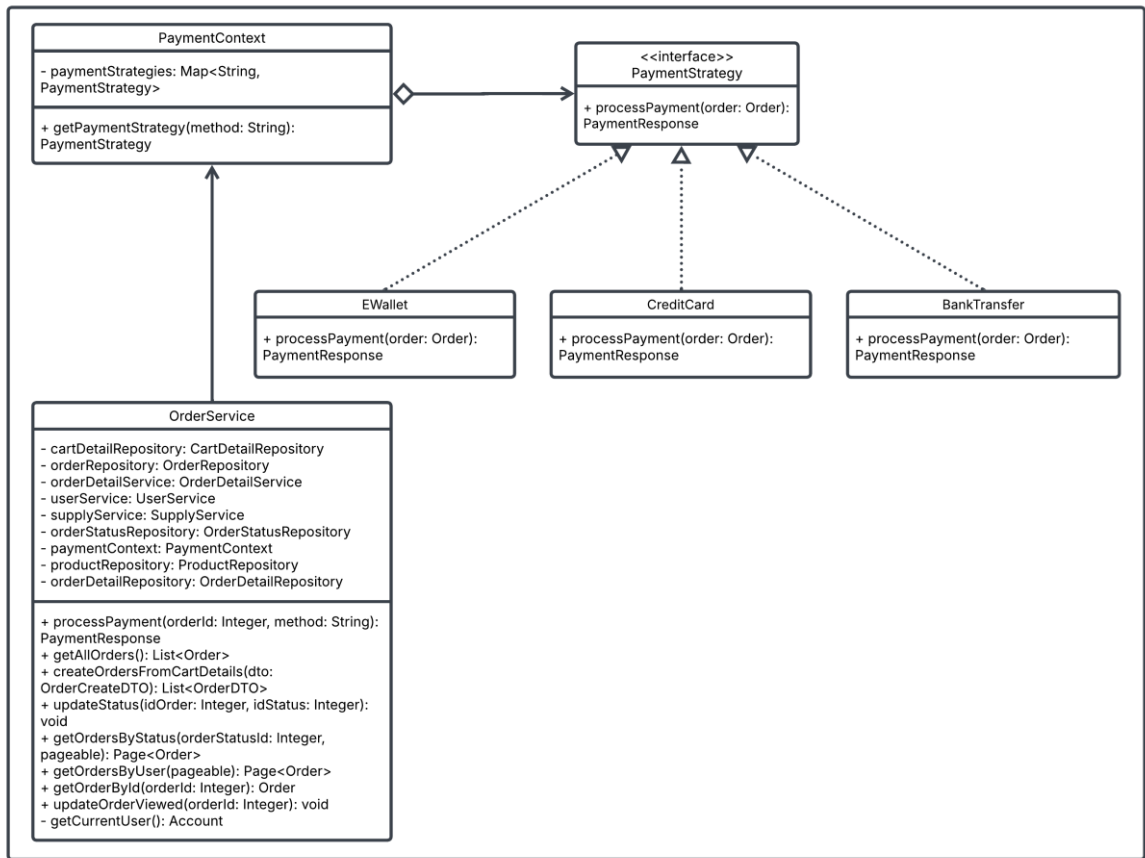 PaymentContext
- paymentStrategies: Map<String,
PaymentStrategy>
+ getPaymentStrategy(method: String):
PaymentStrategy
<<interface>>
PaymentStrategy
+ processPayment(order: Order):
PaymentResponse
EWallet
+ processPayment(order: Order):
PaymentResponse
CreditCard
+ processPayment(order: Order):
PaymentResponse
BankTransfer
+ processPayment(order: Order):
PaymentResponse
OrderService
- cartDetailRepository: CartDetailRepository
- orderRepository: OrderRepository
- orderDetailService: OrderDetailService
- userService: UserService
- supplyService: SupplyService
- orderStatusRepository: OrderStatusRepository
- paymentContext: PaymentContext
- productRepository: ProductRepository
- orderDetailRepository: OrderDetailRepository
+ processPayment(orderId: Integer, method: String):
PaymentResponse
+ getAllOrders(): List<Order>
+ createOrdersFromCartDetails(dto:
OrderCreateDTO): List<OrderDTO>
+ updateStatus(idOrder: Integer, idStatus: Integer):
void
+ getOrdersByStatus(orderStatusId: Integer,
pageable): Page<Order>
+ getOrdersByUser(pageable): Page<Order>
+ getOrderById(orderId: Integer): Order
+ updateOrderViewed(orderId: Integer): void
- getCurrentUser(): Account